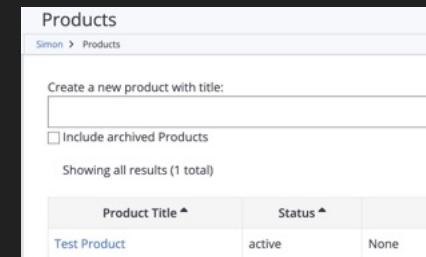 Products
Simon > Products
Create a new product with title:
Include archived Products
Showing all results (1 total)
Product Title Status
Test Product active None